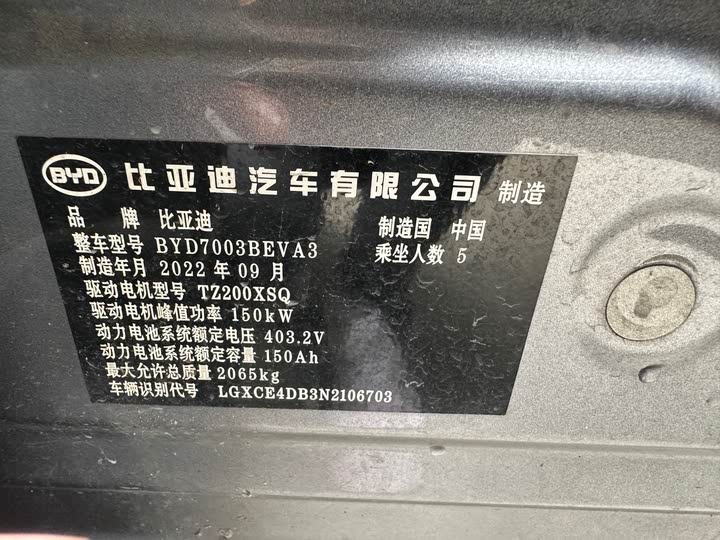 BYD 比亚迪汽车有限公司 制造
品 牌 比亚迪 制造国 中国
整车型号 BYD7003BEVA3 乘坐人数 5
制造年月 2022 年 09 月
驱动电机型号 TZ200XSQ
驱动电机峰值功率 150kW
动力电池系统额定电压 403.2V
动力电池系统额定容量 150Ah
最大允许总质量 2065kg
车辆识别代号 LGXCE4DB3N2106703